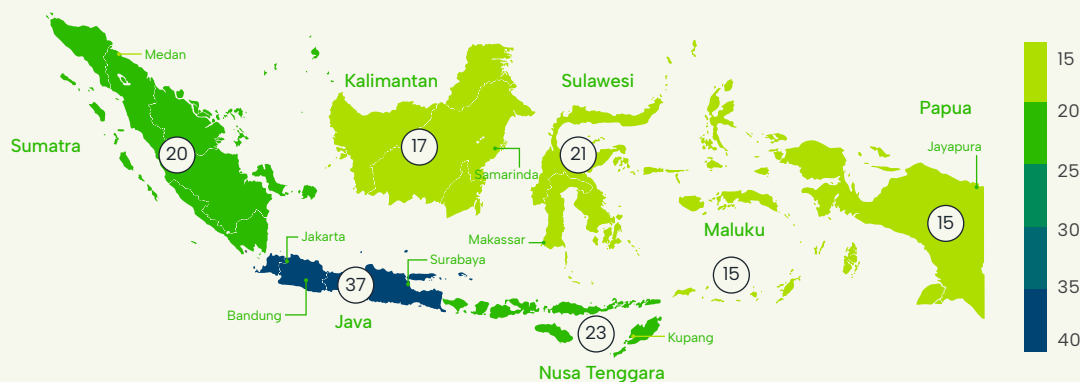 Medan
Kalimantan
Sulawesi
Papua
Sumatra
20
17
21
Jayapura
Samarinda
15
Maluku
Makassar
Jakarta
Surabaya
37
15
Bandung
Java
23
Kupang
Nusa Tenggara
15
20
25
30
35
40